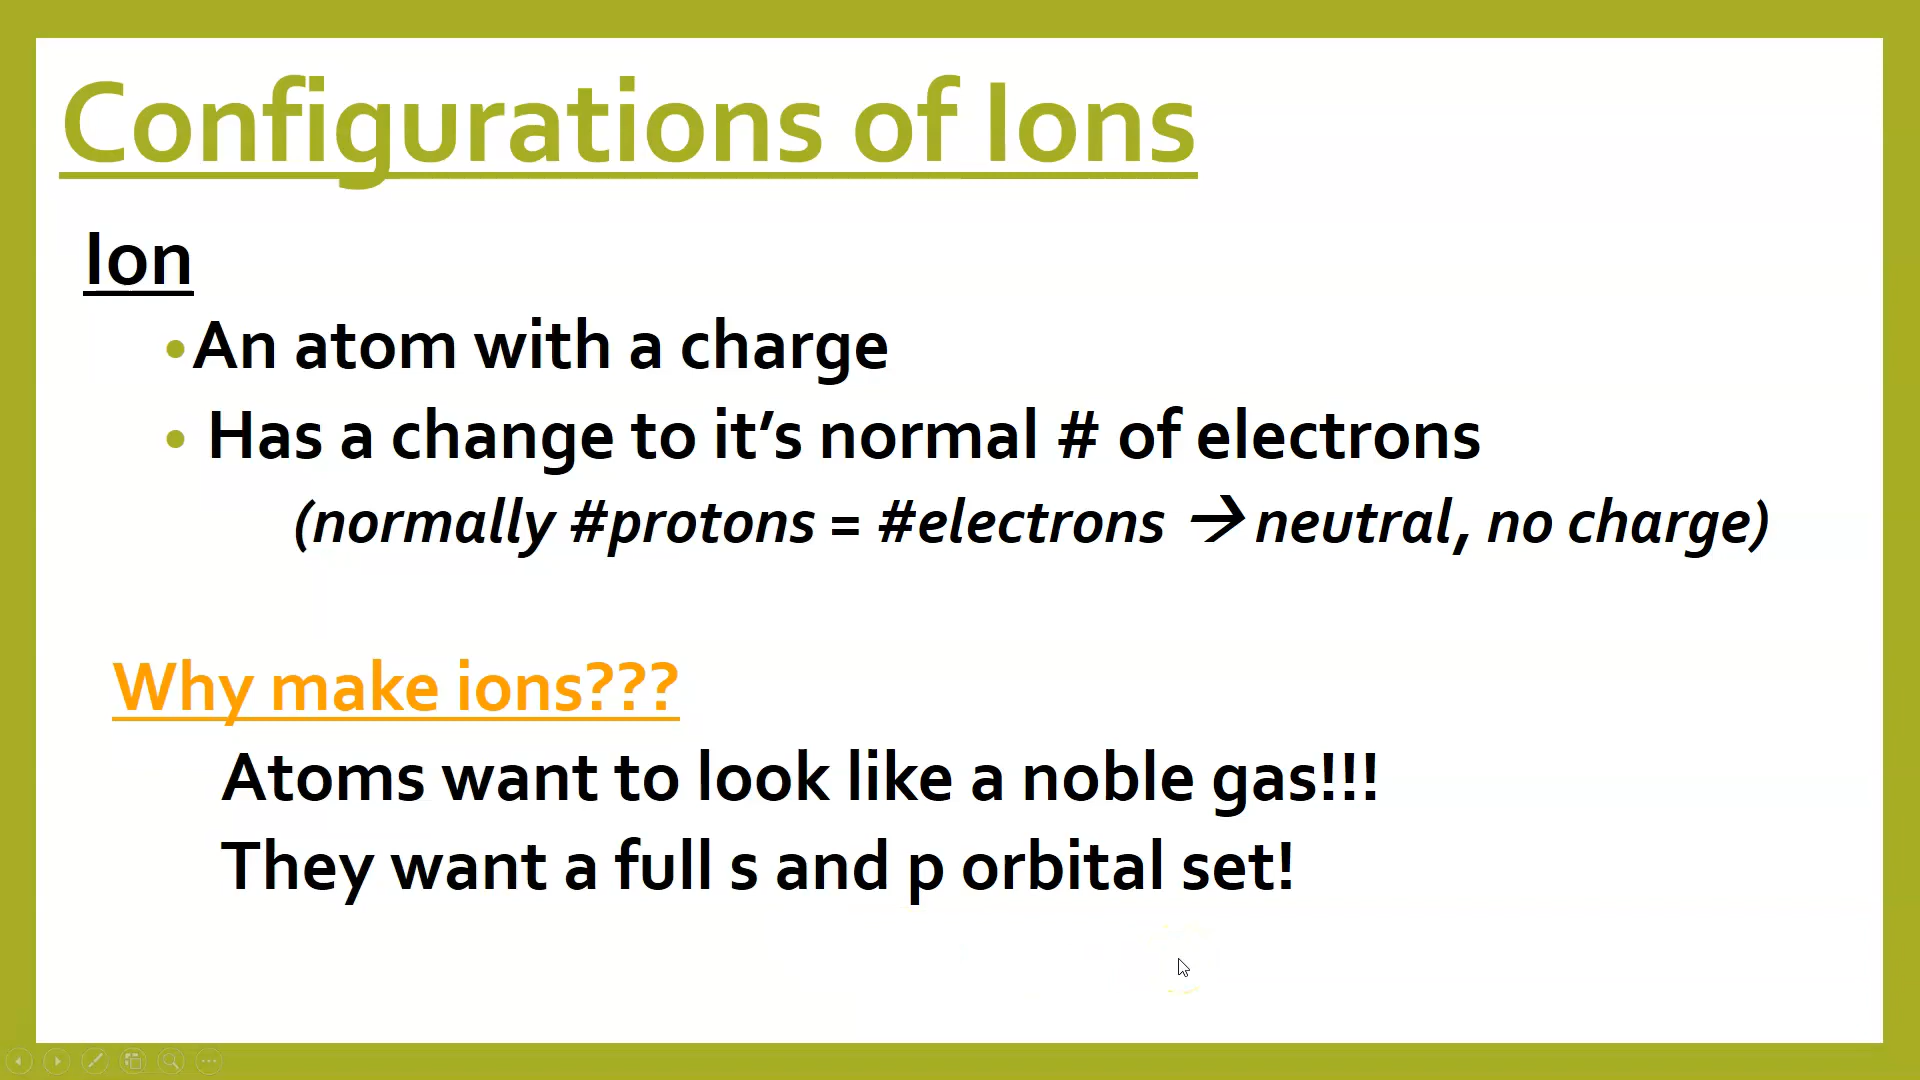 Configurations of Ions
Ion
•An atom with a charge
• Has a change to it’s normal # of electrons
(normally #protons = #electrons → neutral, no charge)
Why make ions???
Atoms want to look like a noble gas!!!
They want a full s and p orbital set!